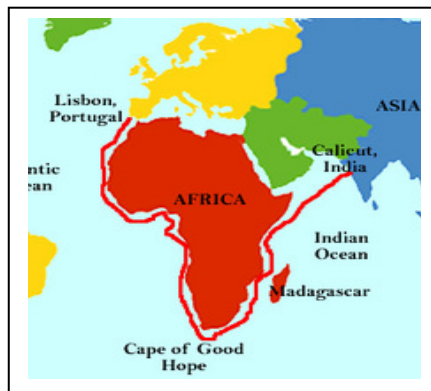 Lisbon,
Portugal
ASIA
Calicut,
India
ntic
ean
AFRICA
Indian
Ocean
Madagascar
Cape of Good
Hope